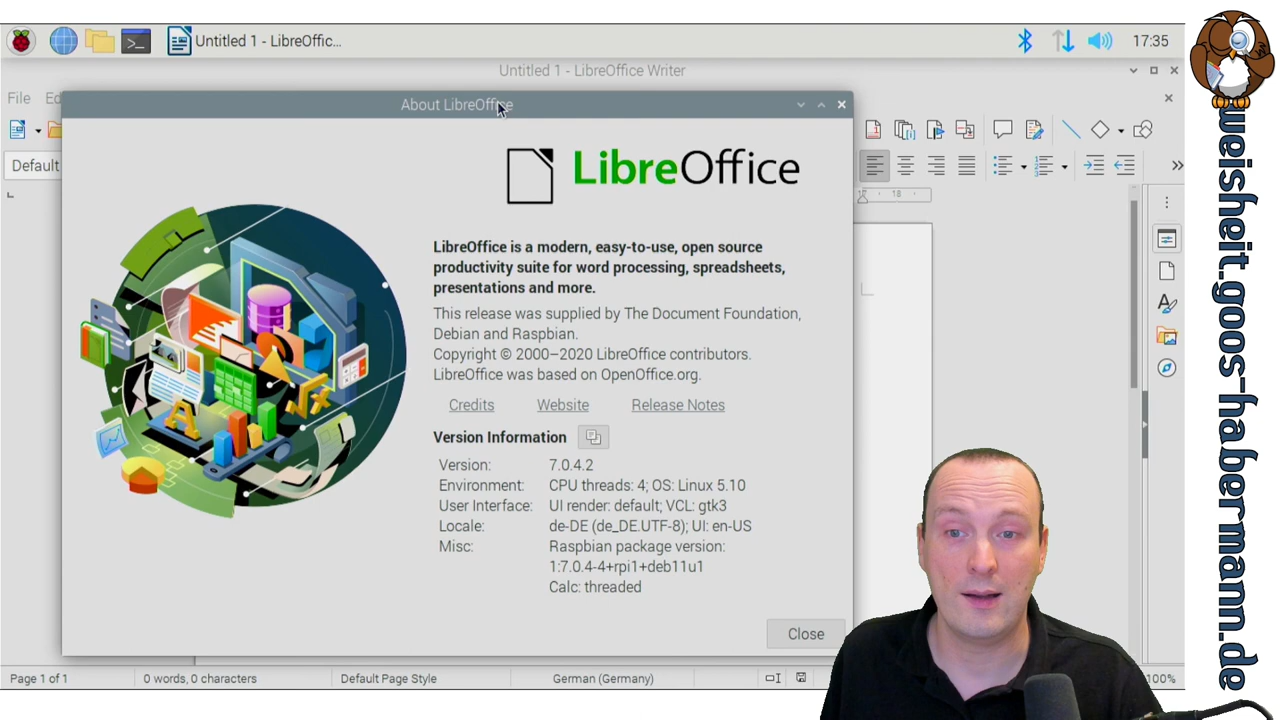 Untitled 1 - LibreOffic...
17:35
Untitled 1 - LibreOffice Writer
File
About LibreOffice
Default
LibreOffice
LibreOffice is a modern, easy-to-use, open source
productivity suite for word processing, spreadsheets,
presentations and more.
This release was supplied by The Document Foundation,
Debian and Raspbian.
Copyright © 2000–2020 LibreOffice contributors.
LibreOffice was based on OpenOffice.org.
Credits Website Release Notes
Version Information
Version: 7.0.4.2
Environment: CPU threads: 4; OS: Linux 5.10
User Interface: UI render: default; VCL: gtk3
Locale: de-DE (de_DE.UTF-8); UI: en-US
Misc: Raspbian package version:
1:7.0.4-4+rpi1+deb11u1
Calc: threaded
Close
Page 1 of 1 0 words, 0 characters Default Page Style German (Germany) 100%
weisheit.goos-habermann.de